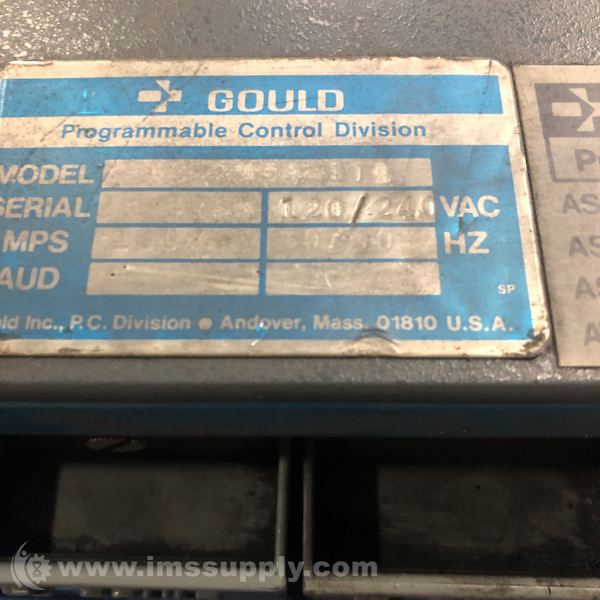 GOULD
Programmable Control Division
MODEL
SERIAL 120/240 VAC
MPS HZ
AUD
SP
ld Inc., P.C. Division ● Andover, Mass. 01810 U.S.A.
P
AS
AS
AS
A
www.imssupply.com